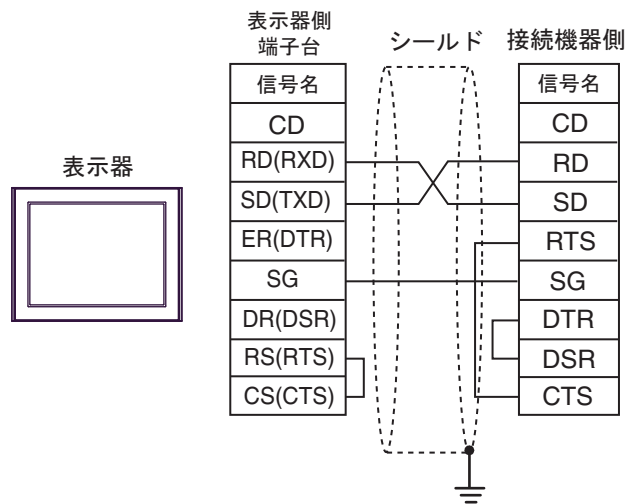 表示器
表示器側
端子台
信号名
CD
RD(RXD)
SD(TXD)
ER(DTR)
SG
DR(DSR)
RS(RTS)
CS(CTS)
シールド
接続機器側
信号名
CD
RD
SD
RTS
SG
DTR
DSR
CTS